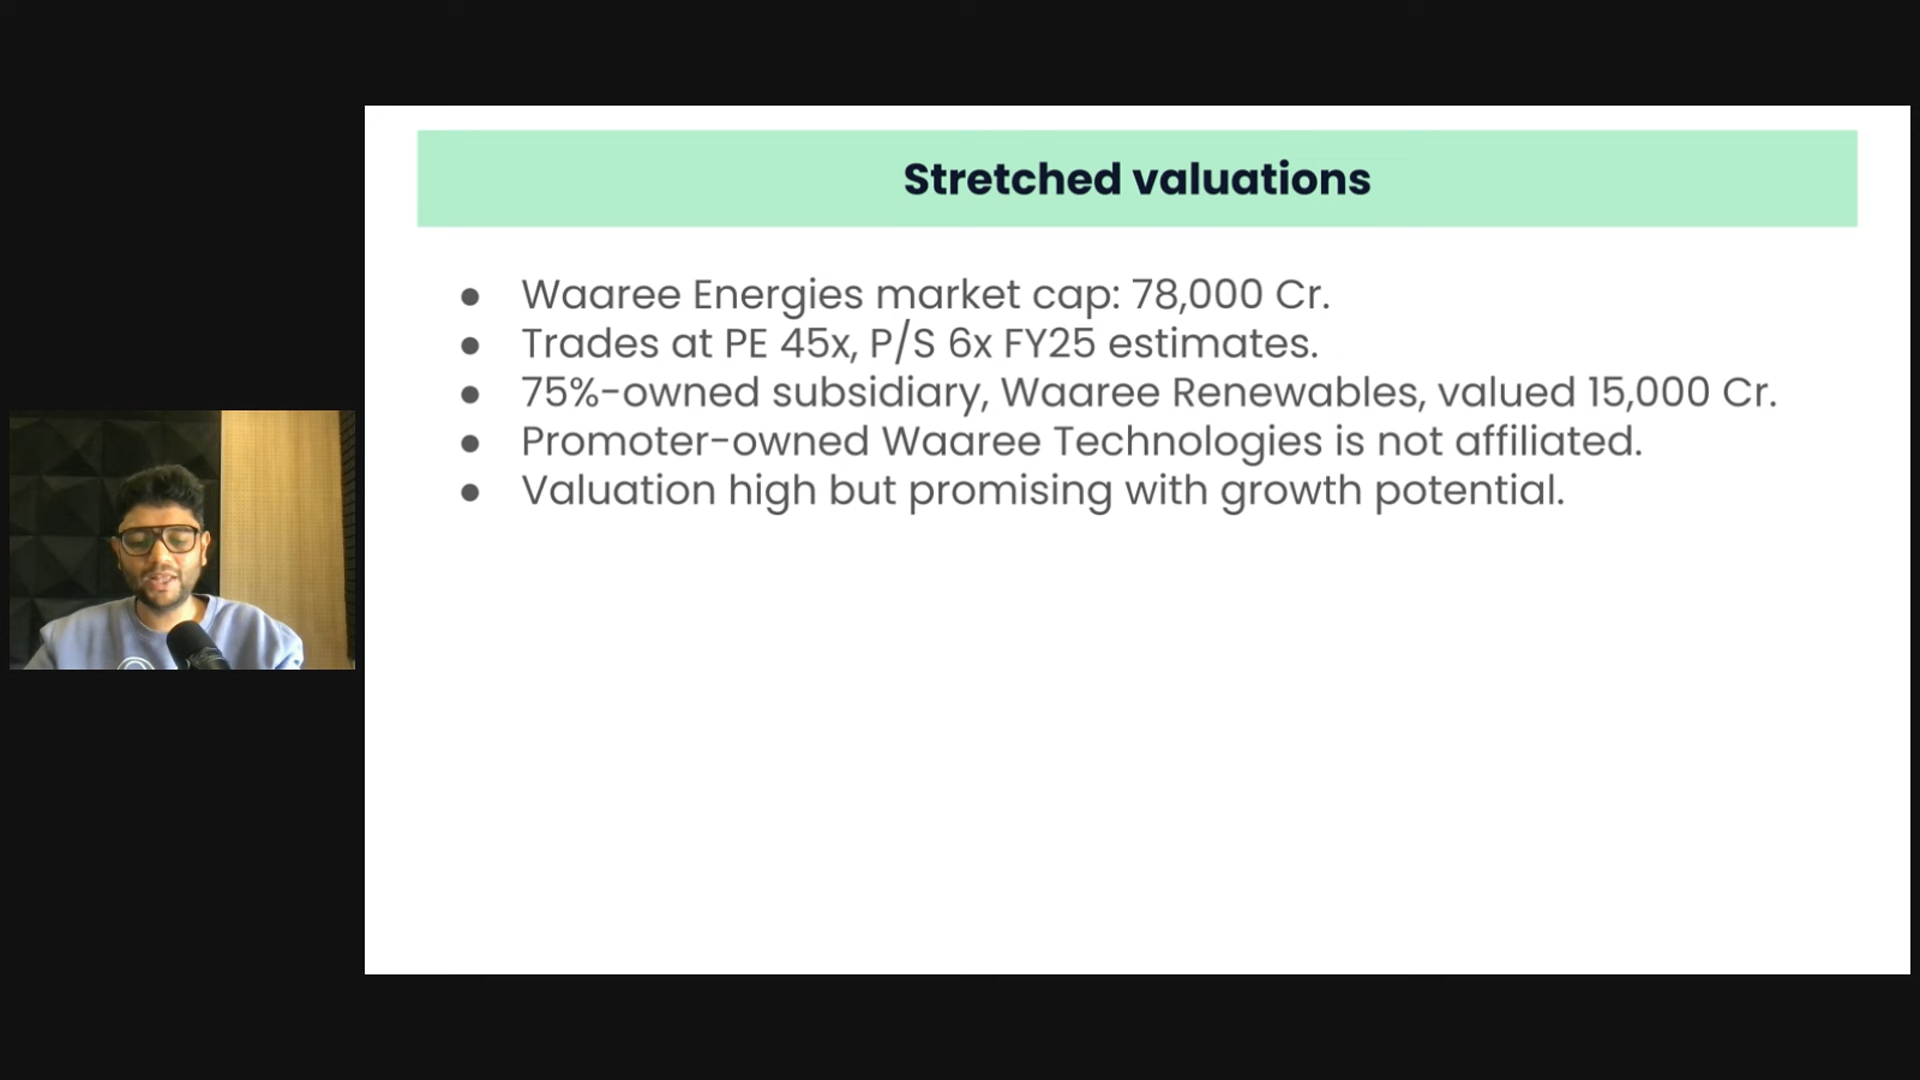 Stretched valuations
● Waaree Energies market cap: 78,000 Cr.
● Trades at PE 45x, P/S 6x FY25 estimates.
● 75%-owned subsidiary, Waaree Renewables, valued 15,000 Cr.
● Promoter-owned Waaree Technologies is not affiliated.
● Valuation high but promising with growth potential.